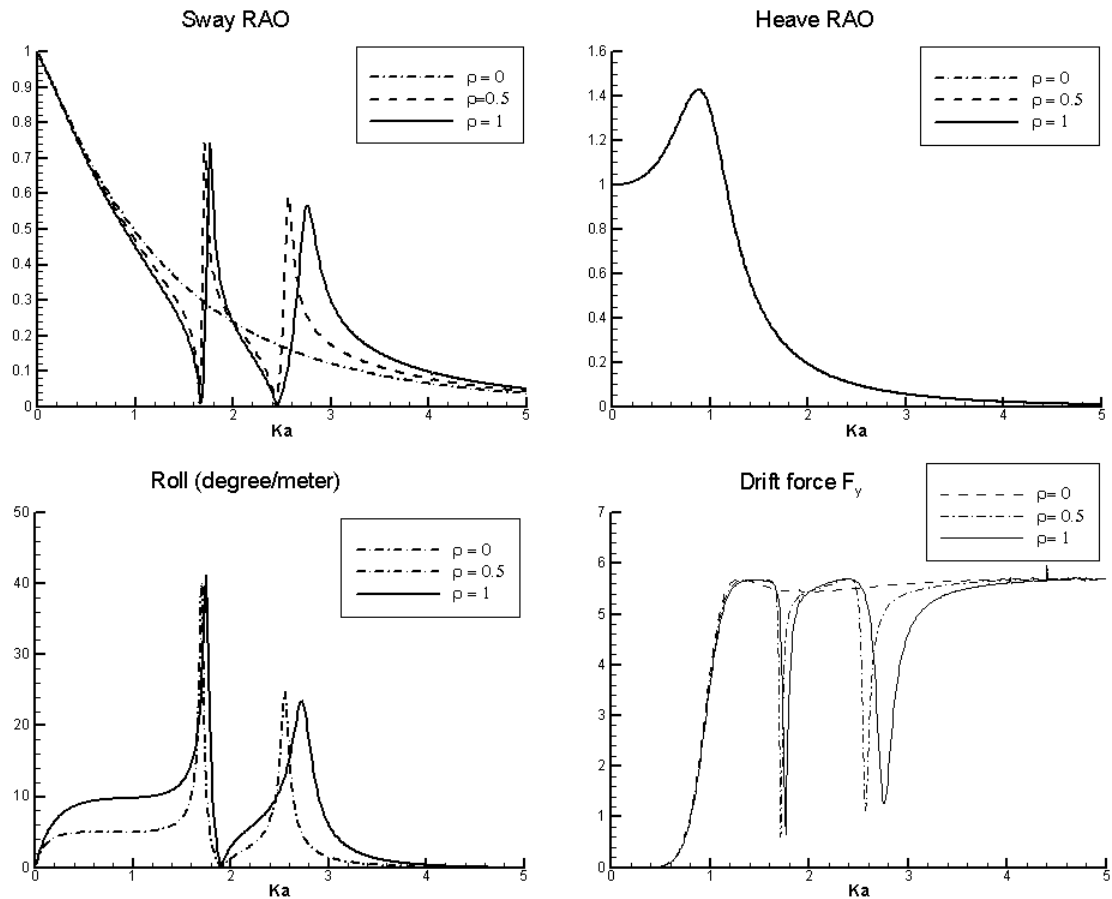 Sway RAO
1
0.9
0.8
0.7
0.6
0.5
0.4
0.3
0.2
0.1
0
0
1
2
3
4
5
Ka
ρ = 0
ρ=0.5
ρ = 1
Heave RAO
1.6
1.4
1.2
1
0.8
0.6
0.4
0.2
0
0
1
2
3
4
5
Ka
ρ = 0
ρ = 0.5
ρ = 1
Roll (degree/meter)
50
40
30
20
10
0
0
1
2
3
4
5
Ka
ρ = 0
ρ = 0.5
ρ = 1
Drift force Fy
7
6
5
4
3
2
1
0
0
1
2
3
4
5
Ka
ρ= 0
ρ= 0.5
ρ= 1